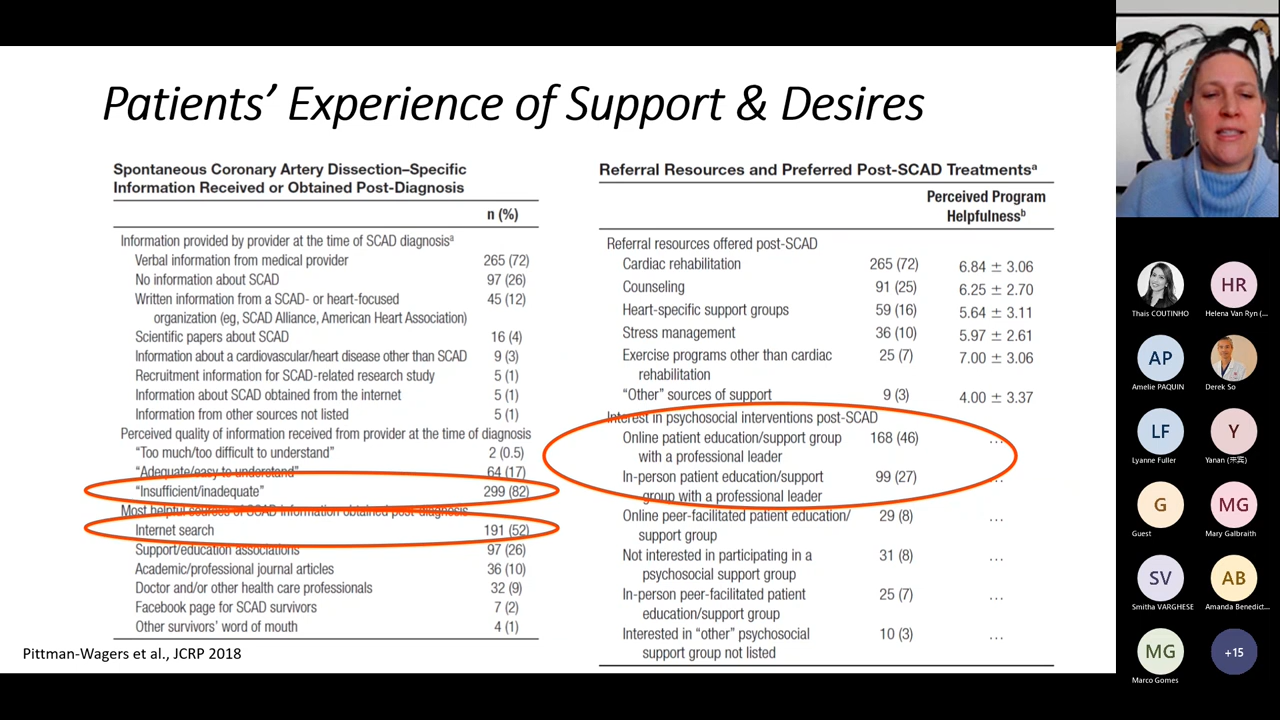 Patients' Experience of Support & Desires
Spontaneous Coronary Artery Dissection–Specific
Information Received or Obtained Post-Diagnosis
n (%)
Information provided by provider at the time of SCAD diagnosisᵃ
Verbal information from medical provider 265 (72)
No information about SCAD 97 (26)
Written information from a SCAD- or heart-focused 45 (12)
organization (eg, SCAD Alliance, American Heart Association)
Scientific papers about SCAD 16 (4)
Information about a cardiovascular/heart disease other than SCAD 9 (3)
Recruitment information for SCAD-related research study 5 (1)
Information about SCAD obtained from the internet 5 (1)
Information from other sources not listed 5 (1)
Perceived quality of information received from provider at the time of diagnosis
"Too much/too difficult to understand" 2 (0.5)
"Adequate/easy to understand" 64 (17)
"Insufficient/inadequate" 299 (82)
Most helpful sources of SCAD information obtained post-diagnosis
Internet search 191 (52)
Support/education associations 97 (26)
Academic/professional journal articles 36 (10)
Doctor and/or other health care professionals 32 (9)
Facebook page for SCAD survivors 7 (2)
Other survivors' word of mouth 4 (1)
Pittman-Wagers et al., JCRP 2018
Referral Resources and Preferred Post-SCAD Treatmentsᵃ
Perceived Program
Helpfulnessᵇ
Referral resources offered post-SCAD
Cardiac rehabilitation 265 (72) 6.84 ± 3.06
Counseling 91 (25) 6.25 ± 2.70
Heart-specific support groups 59 (16) 5.64 ± 3.11
Stress management 36 (10) 5.97 ± 2.61
Exercise programs other than cardiac 25 (7) 7.00 ± 3.06
rehabilitation
"Other" sources of support 9 (3) 4.00 ± 3.37
Interest in psychosocial interventions post-SCAD
Online patient education/support group 168 (46) ...
with a professional leader
In-person patient education/support 99 (27) ...
group with a professional leader
Online peer-facilitated patient education/ 29 (8) ...
support group
Not interested in participating in a 31 (8) ...
psychosocial support group
In-person peer-facilitated patient 25 (7) ...
education/support group
Interested in "other" psychosocial 10 (3) ...
support group not listed
Thais COUTINHO
HR
Helena Van Ryn (...
AP
Amelie PAQUIN
Derek So
LF
Lyanne Fuller
Y
G
Guest
MG
Mary Galbraith
SV
Smitha VARGHESE
AB
Amanda Benedict...
MG
Marco Gomes
+15